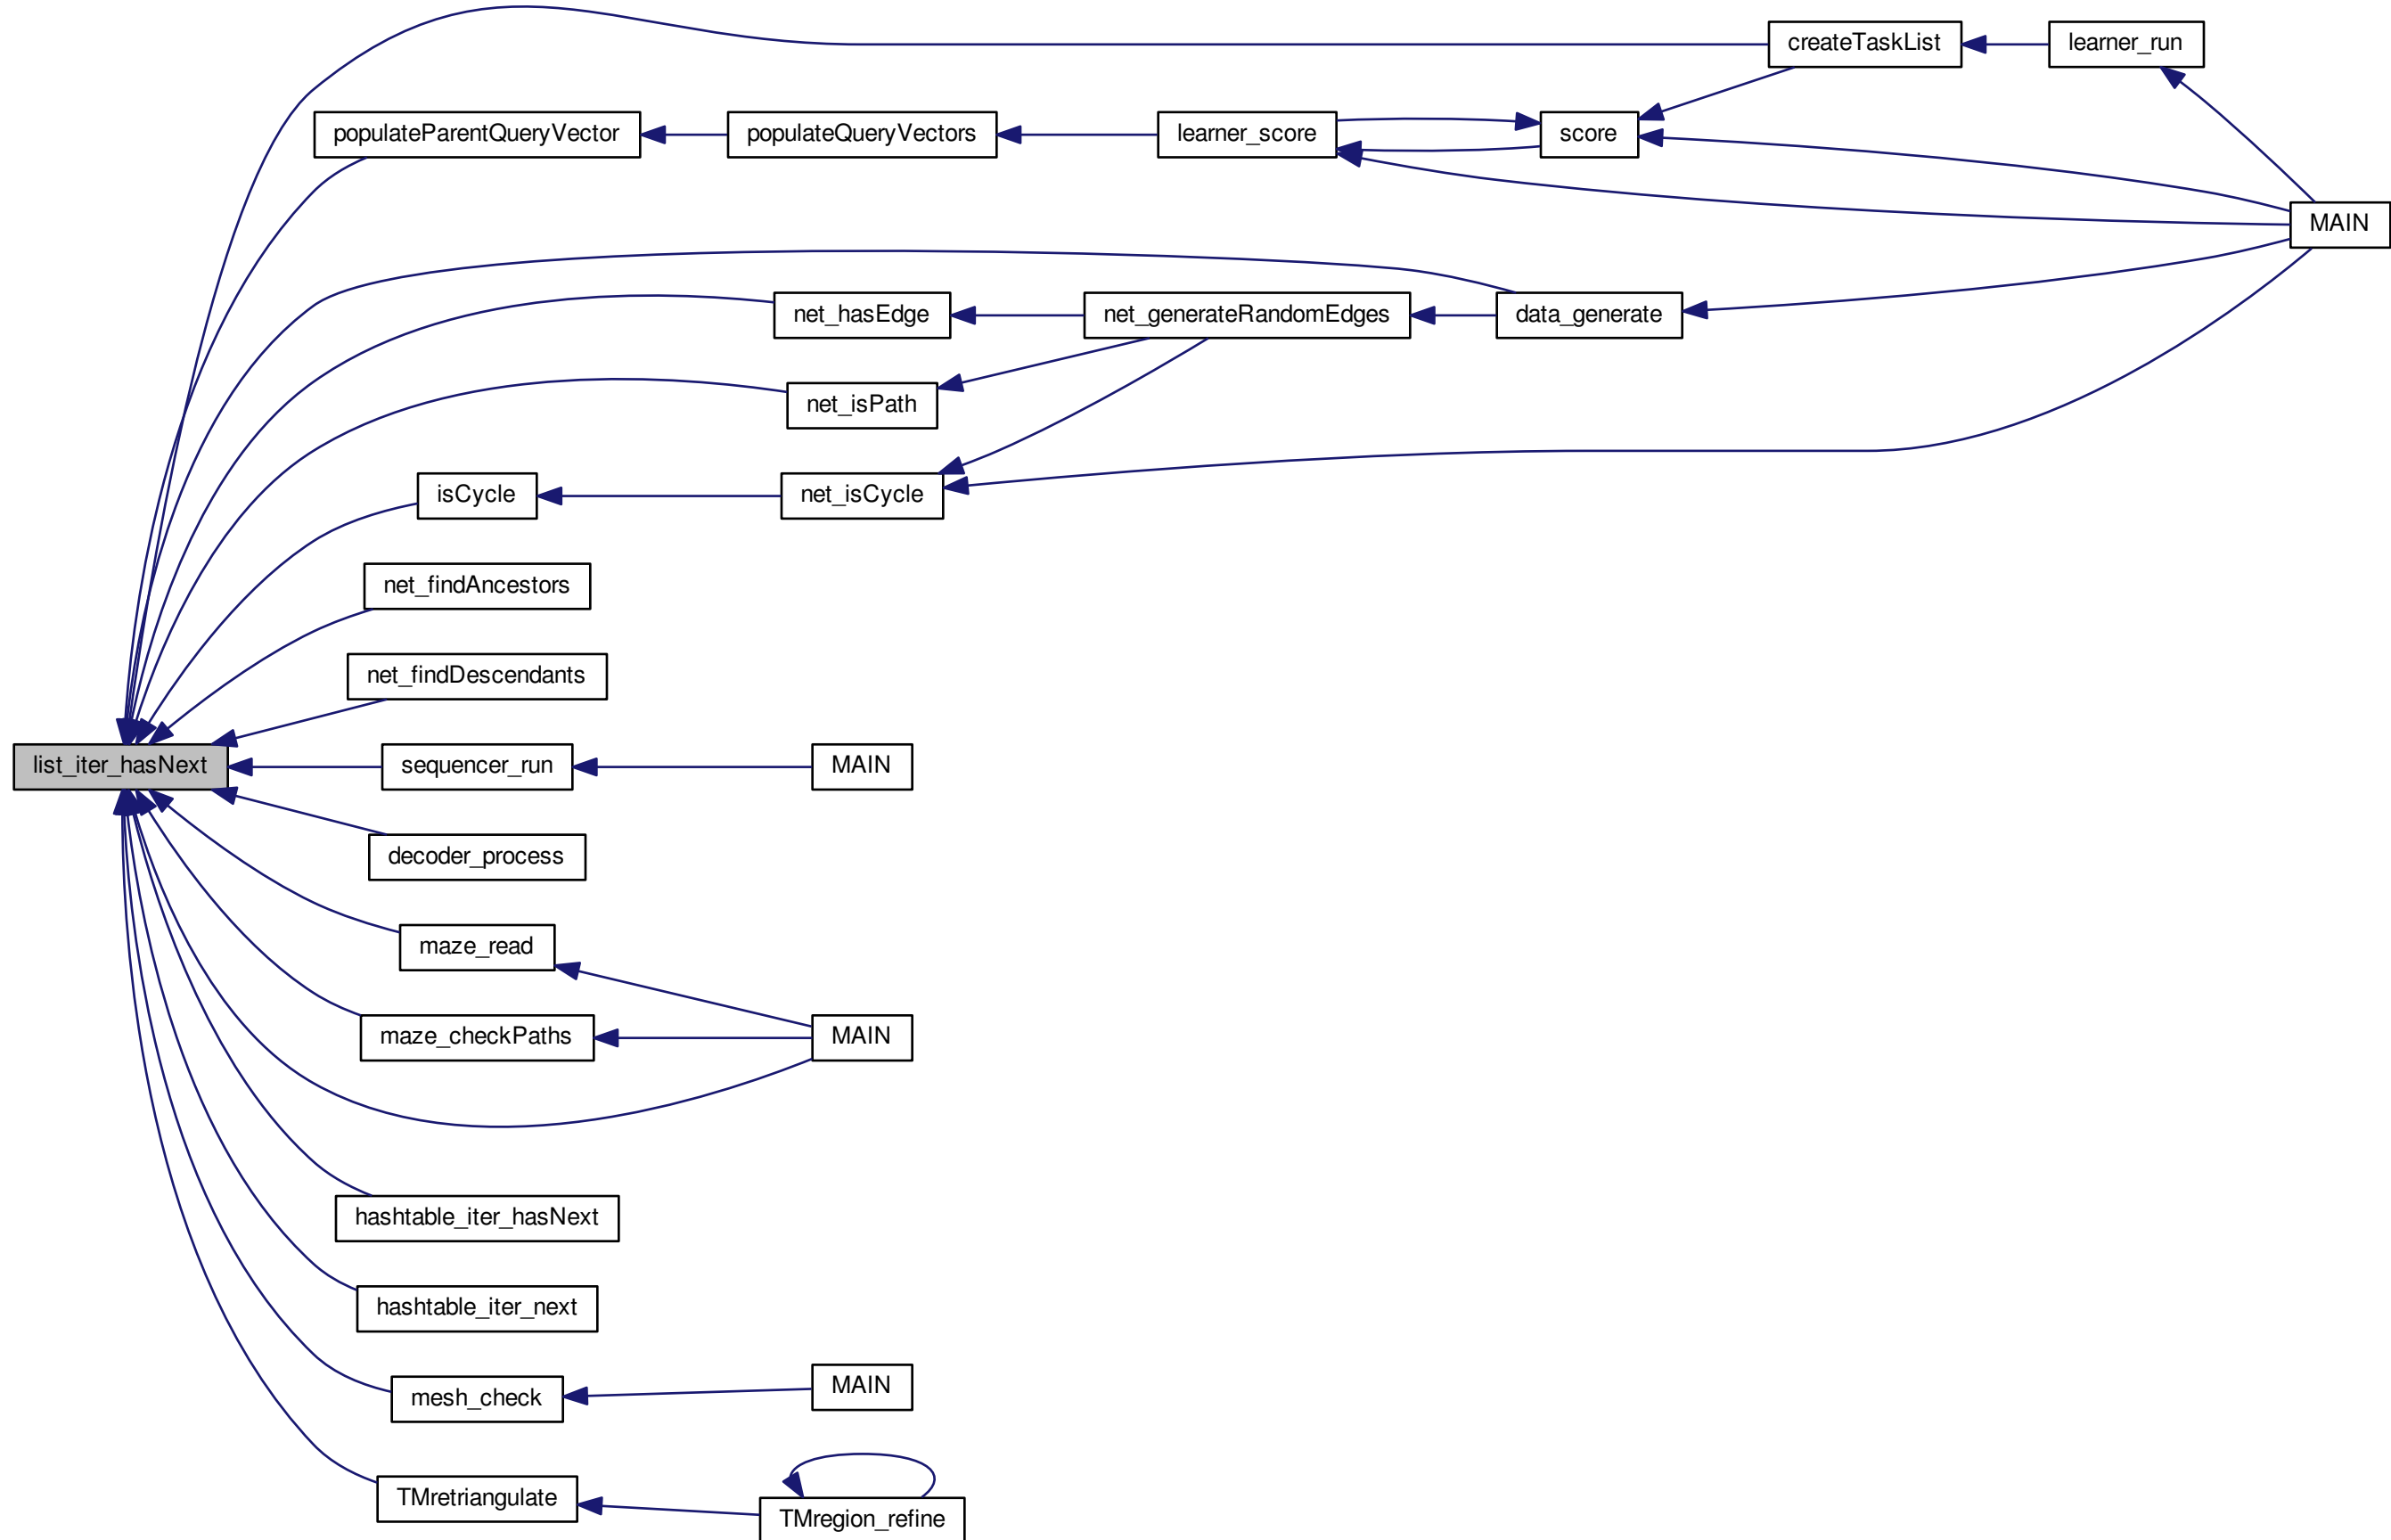 createTaskList
learner_run
populateParentQueryVector
populateQueryVectors
learner_score
score
MAIN
net_hasEdge
net_generateRandomEdges
data_generate
net_isPath
isCycle
net_isCycle
net_findAncestors
net_findDescendants
list_iter_hasNext
sequencer_run
MAIN
decoder_process
maze_read
maze_checkPaths
MAIN
hashtable_iter_hasNext
hashtable_iter_next
mesh_check
MAIN
TMretriangulate
TMregion_refine